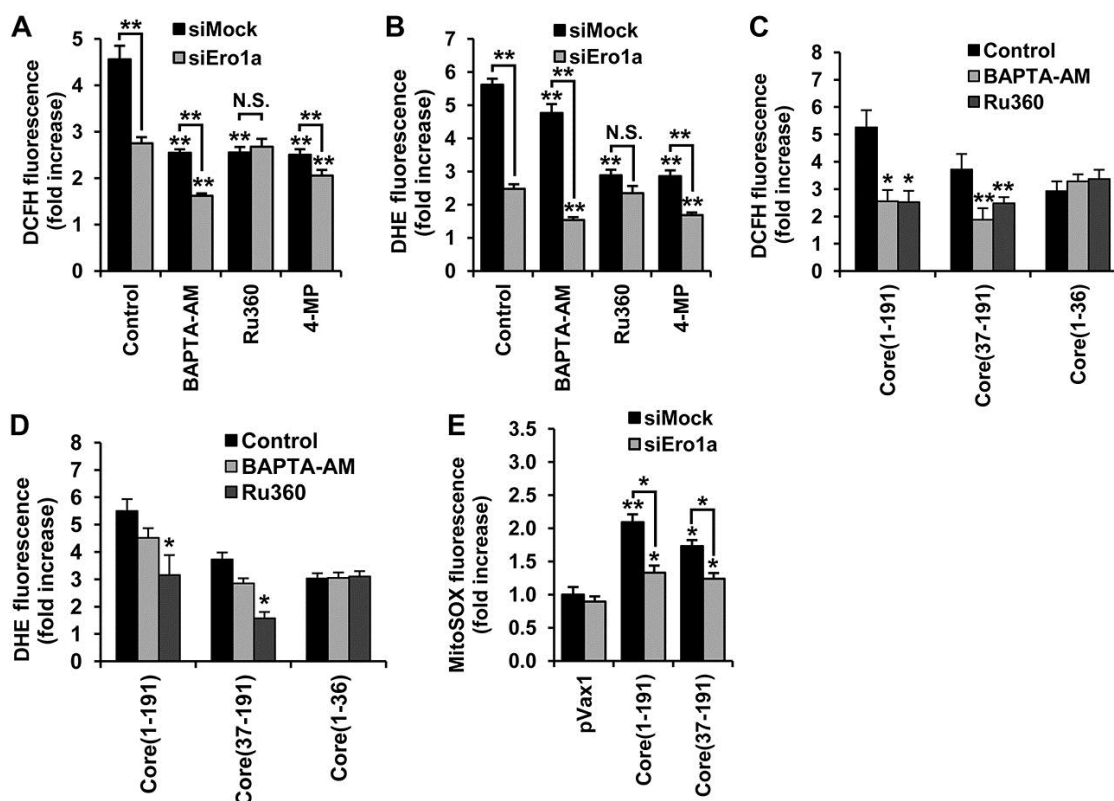 A
siMock
siEro1a
DCFH fluorescence
(fold increase)
5
4
3
2
1
0
**
**
**
**
N.S.
**
**
**
**
Control
BAPTA-AM
Ru360
4-MP
B
siMock
siEro1a
DHE fluorescence
(fold increase)
7
6
5
4
3
2
1
0
**
**
**
**
N.S.
**
**
**
**
Control
BAPTA-AM
Ru360
4-MP
C
Control
BAPTA-AM
Ru360
DCFH fluorescence
(fold increase)
8
7
6
5
4
3
2
1
0
* *
** **
Core(1-191)
Core(37-191)
Core(1-36)
D
Control
BAPTA-AM
Ru360
DHE fluorescence
(fold increase)
8
7
6
5
4
3
2
1
0
*
*
Core(1-191)
Core(37-191)
Core(1-36)
E
siMock
siEro1a
MitoSOX fluorescence
(fold increase)
3.5
3.0
2.5
2.0
1.5
1.0
0.5
0.0
*
**
*
*
*
*
pVax1
Core(1-191)
Core(37-191)